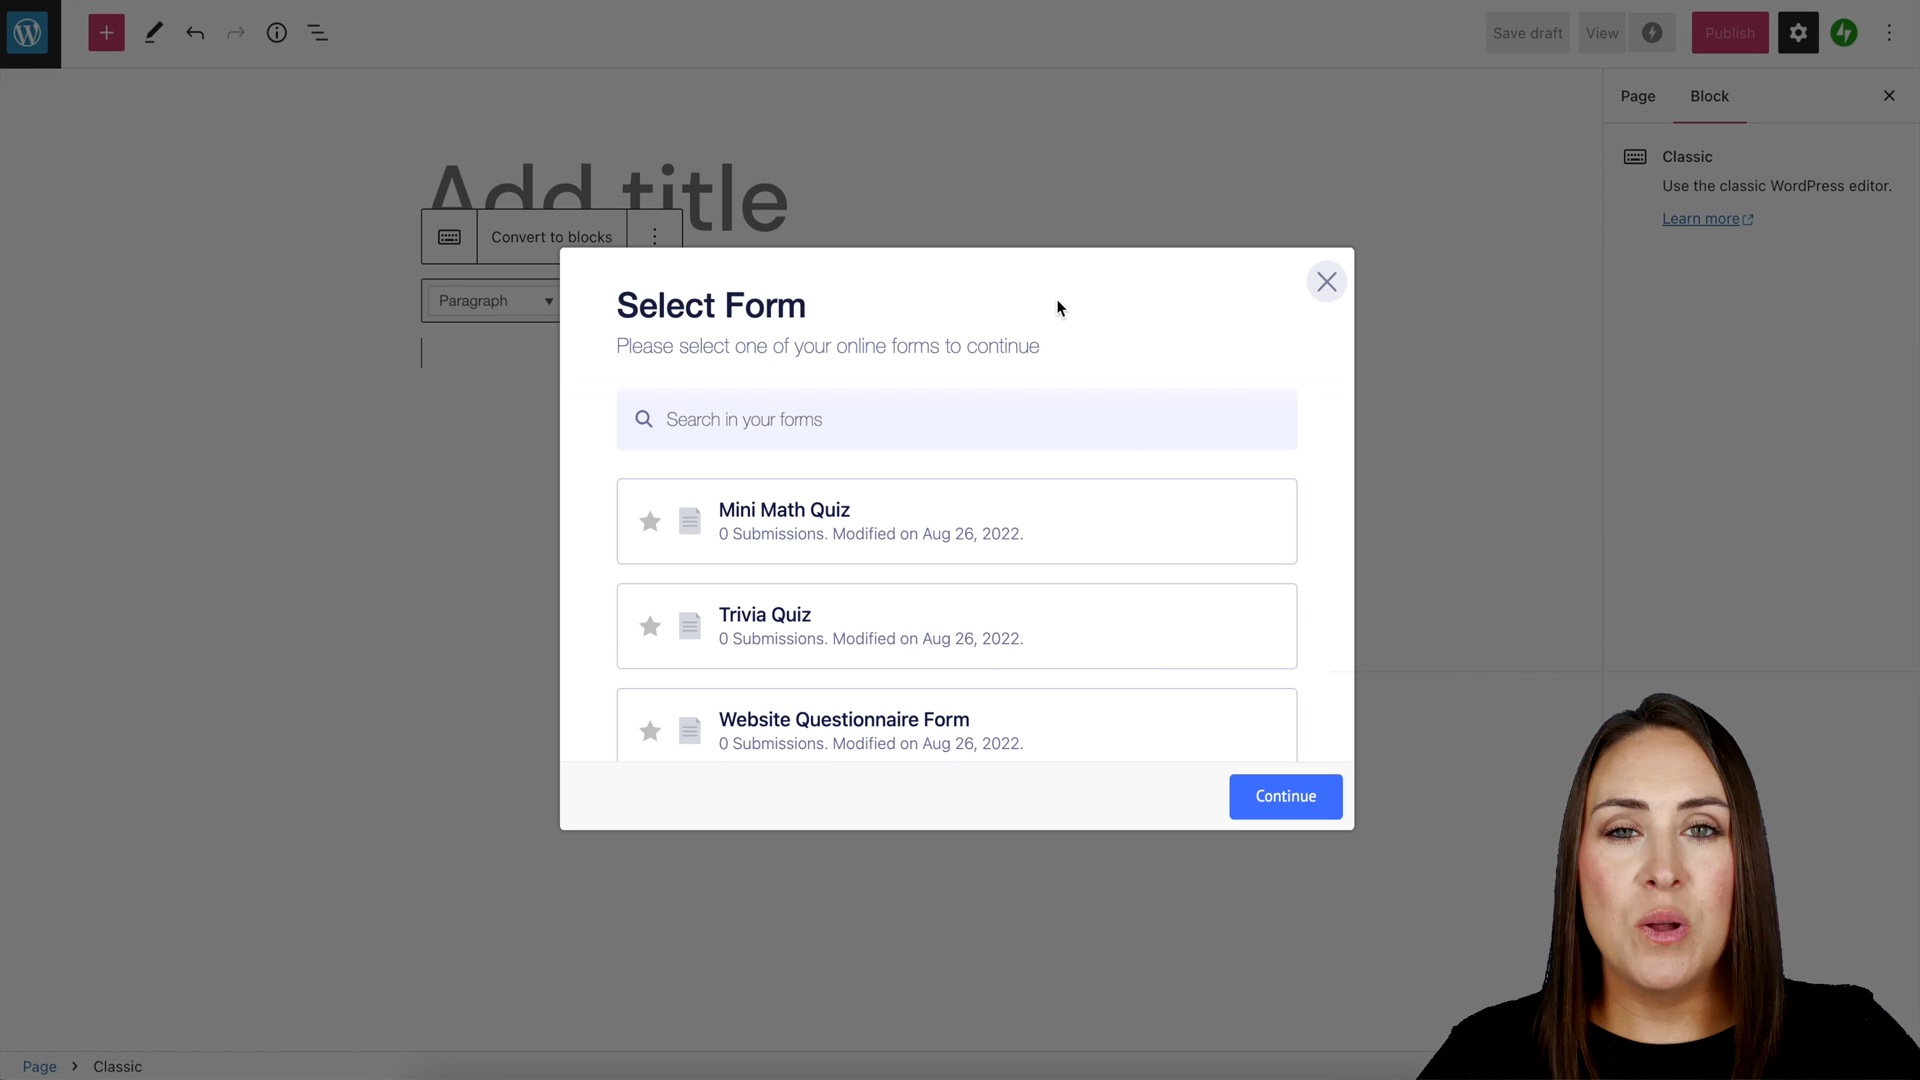 Save draft
View
Publish
Page
Block
Classic
Use the classic WordPress editor.
Learn more
Add title
Convert to blocks
Paragraph
Select Form
Please select one of your online forms to continue
Search in your forms
Mini Math Quiz
0 Submissions. Modified on Aug 26, 2022.
Trivia Quiz
0 Submissions. Modified on Aug 26, 2022.
Website Questionnaire Form
0 Submissions. Modified on Aug 26, 2022.
Continue
Page > Classic